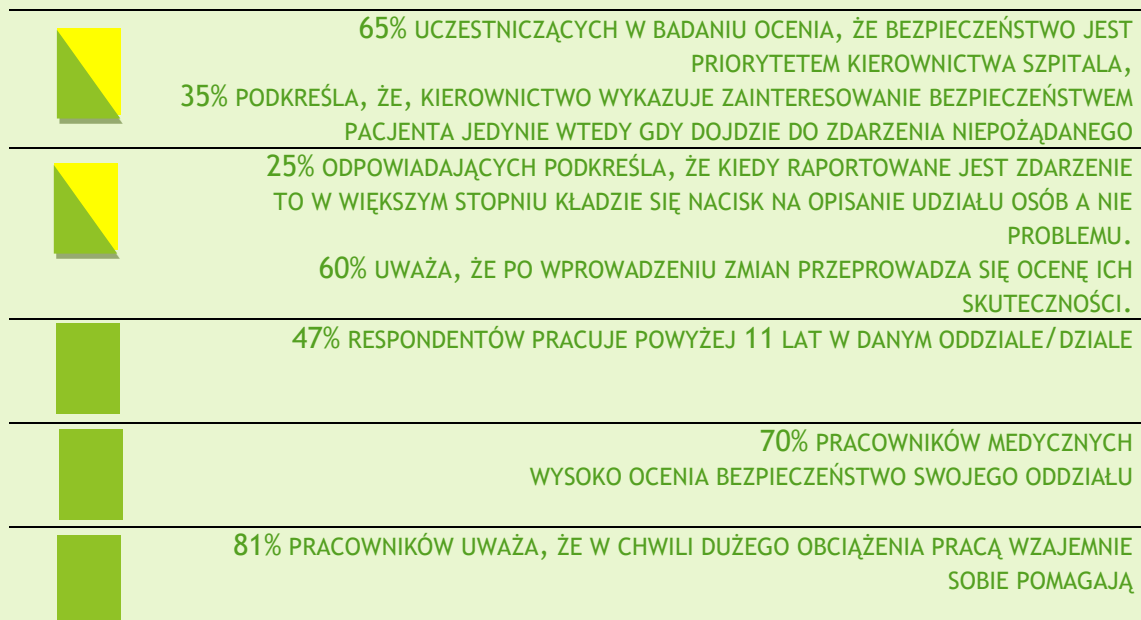 65% UCZESTNICZĄCYCH W BADANIU OCENIA, ŻE BEZPIECZEŃSTWO JEST
PRIORYTETEM KIEROWNICTWA SZPITALA,
35% PODKREŚLA, ŻE, KIEROWNICTWO WYKAZUJE ZAINTERESOWANIE BEZPIECZEŃSTWEM
PACJENTA JEDYNIE WTEDY GDY DOJDZIE DO ZDARZENIA NIEPOŻĄDANEGO
25% ODPOWIADAJĄCYCH PODKREŚLA, ŻE KIEDY RAPORTOWANE JEST ZDARZENIE
TO W WIĘKSZYM STOPNIU KŁADZIE SIĘ NACISK NA OPISANIE UDZIAŁU OSÓB A NIE
PROBLEMU.
60% UWAŻA, ŻE PO WPROWADZENIU ZMIAN PRZEPROWADZA SIĘ OCENĘ ICH
SKUTECZNOŚCI.
47% RESPONDENTÓW PRACUJE POWYŻEJ 11 LAT W DANYM ODDZIALE/DZIALE
70% PRACOWNIKÓW MEDYCZNYCH
WYSOKO OCENIA BEZPIECZEŃSTWO SWOJEGO ODDZIAŁU
81% PRACOWNIKÓW UWAŻA, ŻE W CHWILI DUŻEGO OBCIĄŻENIA PRACĄ WZAJEMNIE
SOBIE POMAGAJĄ